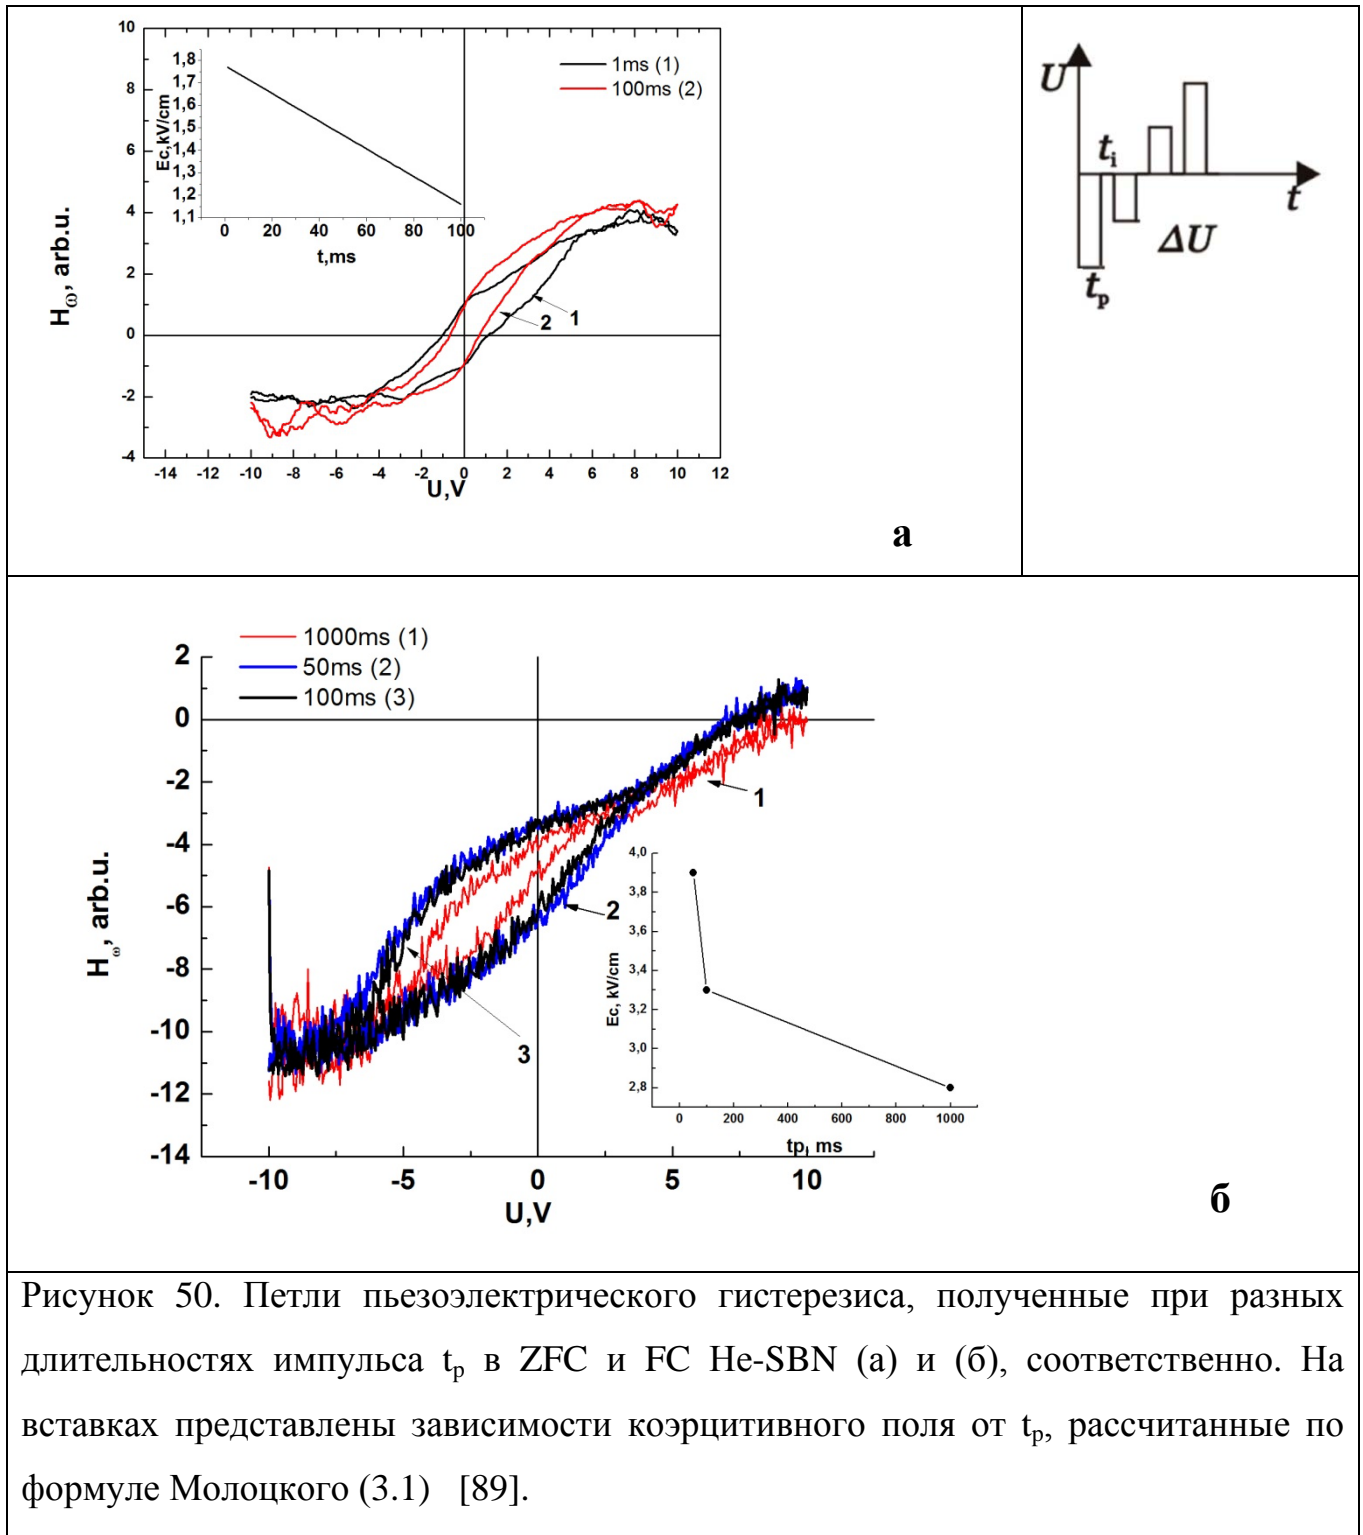 10
8
6
4
2
0
-2
-4
H_ω, arb.u.
1,8
1,7
1,6
1,5
1,4
1,3
1,2
1,1
Ec,kV/cm
0 20 40 60 80 100
t,ms
1ms (1)
100ms (2)
2 1
-14 -12 -10 -8 -6 -4 -2 0 2 4 6 8 10 12
U,V
а
U
t_i
t
ΔU
t_p
1000ms (1)
50ms (2)
100ms (3)
2
0
-2
-4
-6
-8
-10
-12
-14
H_ω, arb.u.
1
2
3
4,0
3,8
3,6
3,4
3,2
3,0
2,8
Ec, kV/cm
0 200 400 600 800 1000
tp, ms
-10 -5 0 5 10
U,V
б
Рисунок 50. Петли пьезоэлектрического гистерезиса, полученные при разных
длительностях импульса t_p в ZFC и FC He-SBN (а) и (б), соответственно. На
вставках представлены зависимости коэрцитивного поля от t_p, рассчитанные по
формуле Молоцкого (3.1) [89].